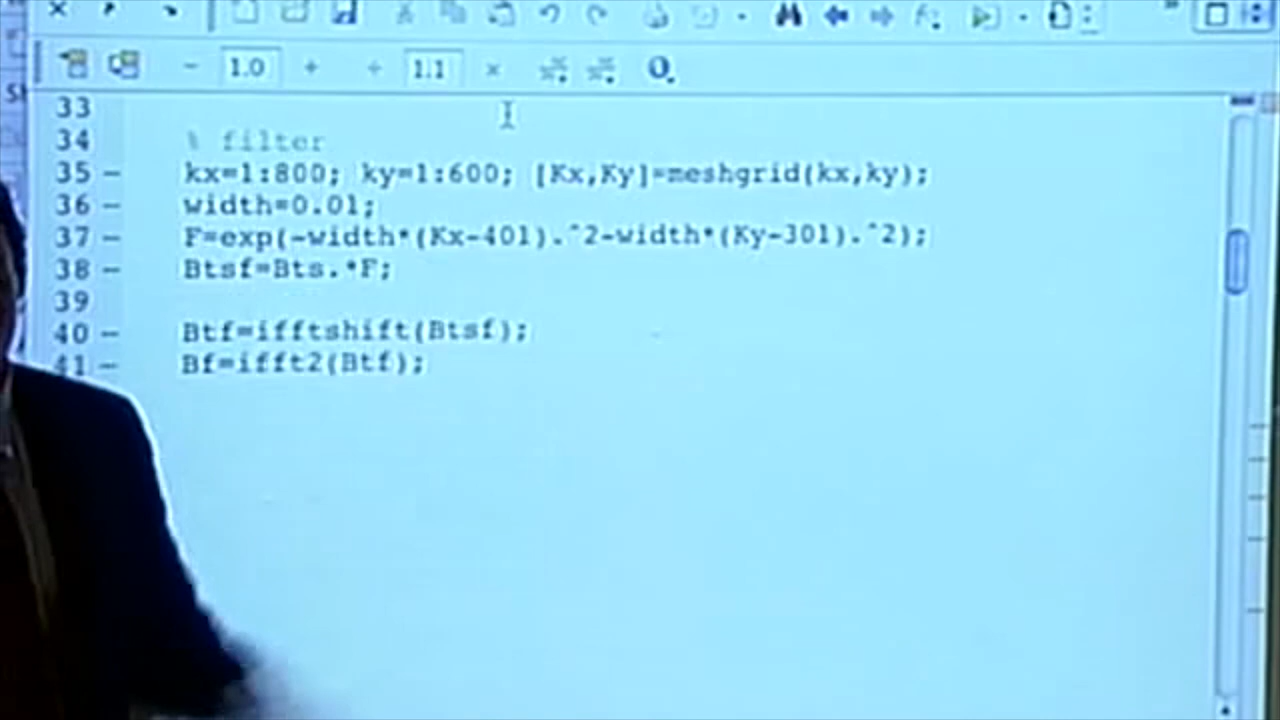 1.0
1.1
33
34 % filter
35 – kx=1:800; ky=1:600; [Kx,Ky]=meshgrid(kx,ky);
36 – width=0.01;
37 – F=exp(-width*(Kx-401).^2-width*(Ky-301).^2);
38 – Btsf=Bts.*F;
39
40 – Btf=ifftshift(Btsf);
41 – Bf=ifft2(Btf);